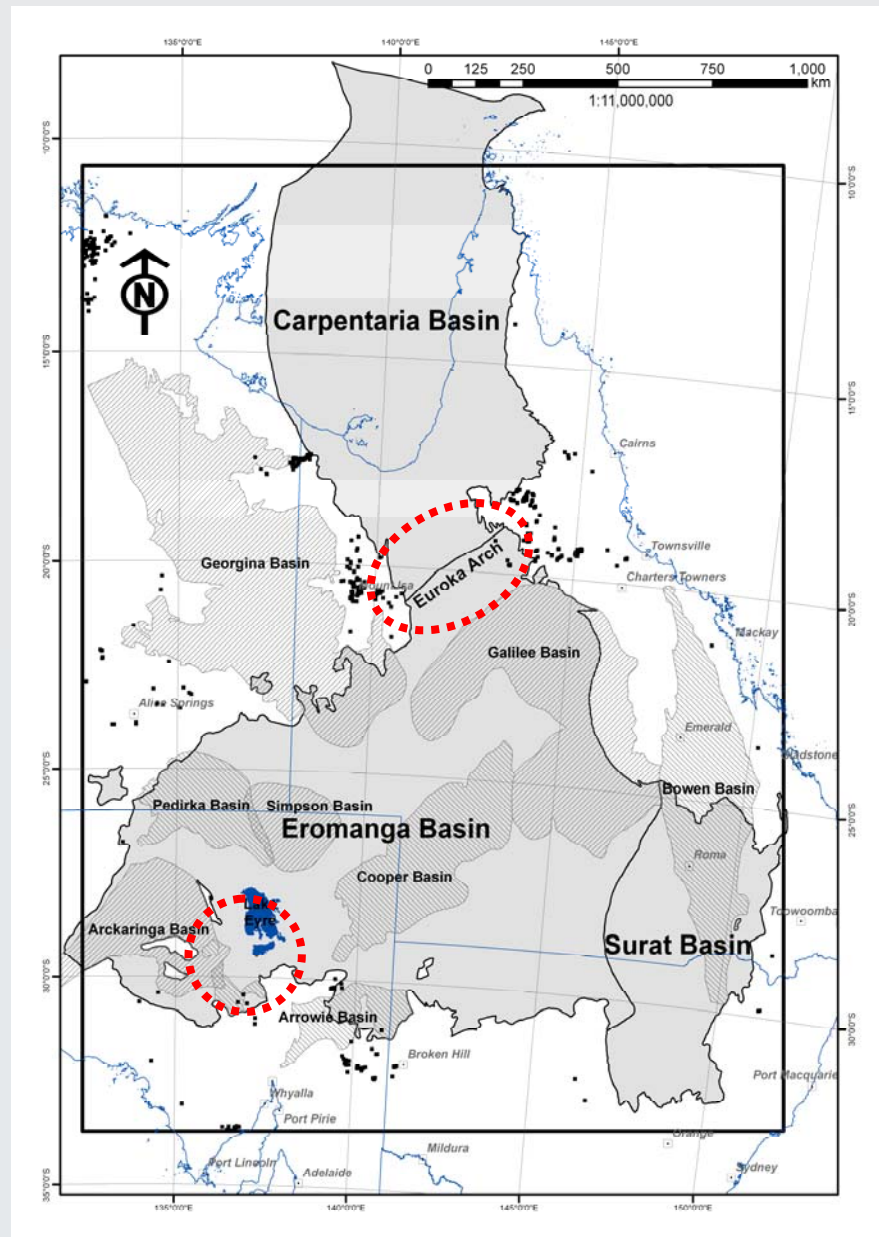 135°0'0"E
140°0'0"E
145°0'0"E
0 125 250 500 750 1,000
km
1:11,000,000
10°0'0"S
N
Carpentaria Basin
15°0'0"S
15°0'0"S
Cairns
Georgina Basin
20°0'0"S
Mount Isa
Euroka Arch
Townsville
Charters Towers
20°0'0"S
Mackay
Galilee Basin
Alice Springs
Emerald
25°0'0"S
Pedirka Basin
Simpson Basin
Bowen Basin
25°0'0"S
Eromanga Basin
Roma
Cooper Basin
Lake
Eyre
Arckaringa Basin
Toowoomba
Surat Basin
30°0'0"S
Arrowie Basin
30°0'0"S
Broken Hill
Whyalla
Port Pirie
Port Macquarie
Port Lincoln
Adelaide
Mildura
Orange
Sydney
35°0'0"S
135°0'0"E
140°0'0"E
145°0'0"E
150°0'0"E